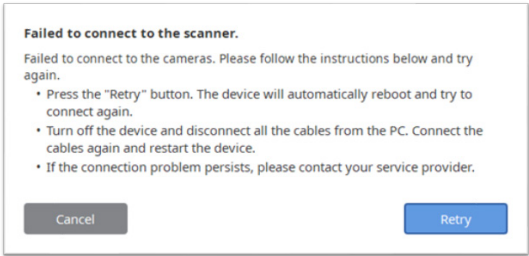 Failed to connect to the scanner.
Failed to connect to the cameras. Please follow the instructions below and try
again.
• Press the "Retry" button. The device will automatically reboot and try to
connect again.
• Turn off the device and disconnect all the cables from the PC. Connect the
cables again and restart the device.
• If the connection problem persists, please contact your service provider.
Cancel
Retry